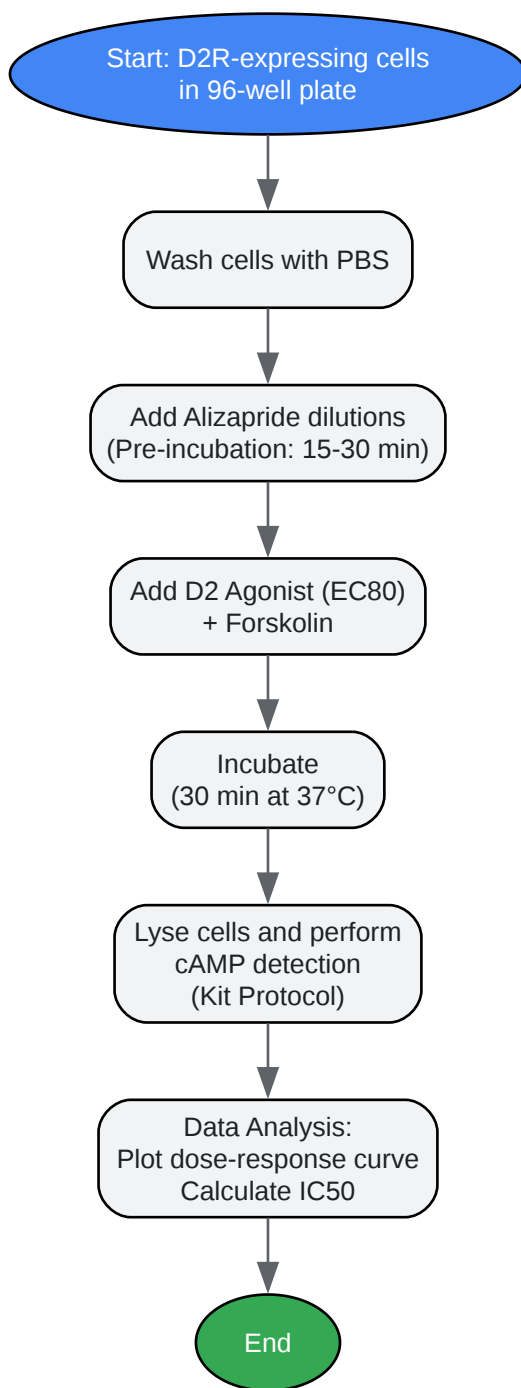 Start: D2R-expressing cells
in 96-well plate
Wash cells with PBS
Add Alizapride dilutions
(Pre-incubation: 15-30 min)
Add D2 Agonist (EC80)
+ Forskolin
Incubate
(30 min at 37°C)
Lyse cells and perform
cAMP detection
(Kit Protocol)
Data Analysis:
Plot dose-response curve
Calculate IC50
End